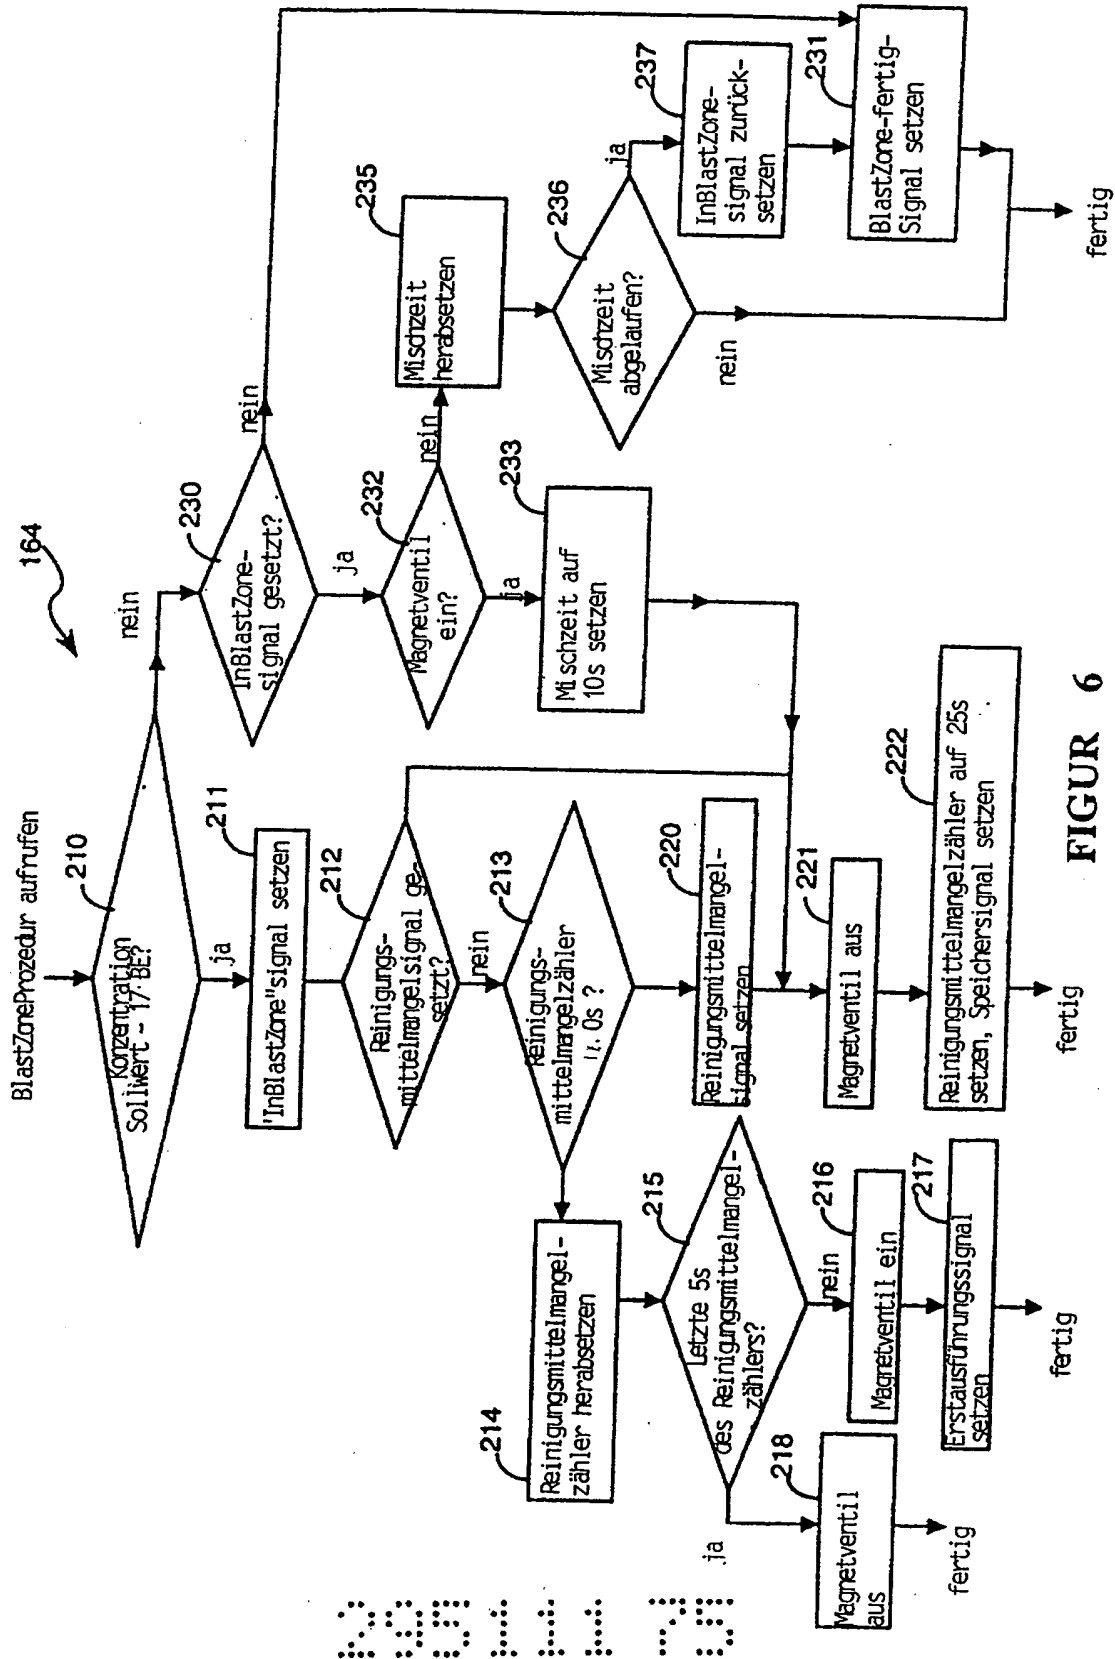 164
BlastZoneProzedur aufrufen
210
Konzentration
Sollwert - 17 BE?
nein
ja
211
"InBlastZone"signal setzen
212
Reinigungs-
mittelmangelsignal ge-
setzt?
nein
213
Reinigungs-
mittelmangelzähler
0s ?
214
Reinigungsmittelmangel-
zähler herabsetzen
215
Letzte 5s
des Reinigungsmittelmangel-
zählers?
nein
216
Magnetventil ein
217
Erstausführungssignal
setzen
fertig
ja
218
Magnetventil
aus
fertig
220
Reinigungsmittelmangel-
signal setzen
221
Magnetventil aus
222
Reinigungsmittelmangelzähler auf 25s
setzen, Speichersignal setzen
fertig
230
InBlastZone-
signal gesetzt?
nein
ja
232
Magnetventil
ein?
nein
ja
233
Mischzeit auf
10s setzen
235
Mischzeit
herabsetzen
236
Mischzeit
abgelaufen?
ja
nein
237
InBlastZone-
signal zurück-
setzen
231
BlastZone-fertig-
Signal setzen
fertig
FIGUR 6
295111 75